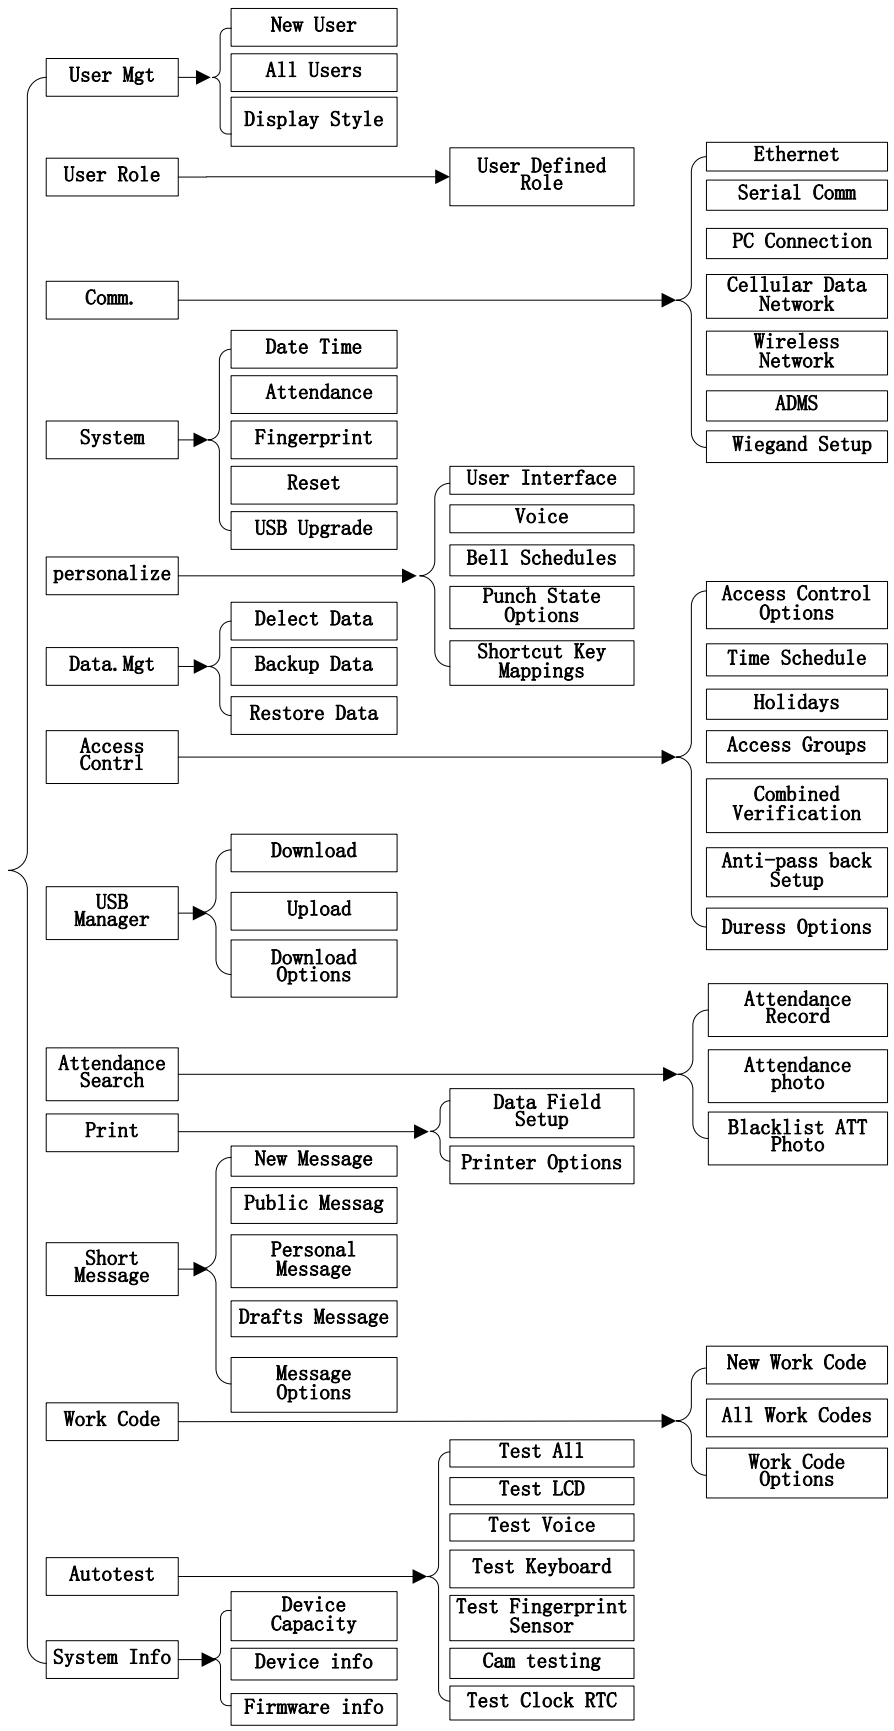 User Mgt
New User
All Users
Display Style
User Role
User Defined
Role
Comm.
Ethernet
Serial Comm
PC Connection
Cellular Data
Network
Wireless
Network
ADMS
Wiegand Setup
System
Date Time
Attendance
Fingerprint
Reset
USB Upgrade
personalize
User Interface
Voice
Bell Schedules
Punch State
Options
Shortcut Key
Mappings
Data.Mgt
Delect Data
Backup Data
Restore Data
Access
Contrl
Access Control
Options
Time Schedule
Holidays
Access Groups
Combined
Verification
Anti-pass back
Setup
Duress Options
USB
Manager
Download
Upload
Download
Options
Attendance
Search
Attendance
Record
Attendance
photo
Blacklist ATT
Photo
Print
Data Field
Setup
Printer Options
Short
Message
New Message
Public Messag
Personal
Message
Drafts Message
Message
Options
Work Code
New Work Code
All Work Codes
Work Code
Options
Autotest
Test All
Test LCD
Test Voice
Test Keyboard
Test Fingerprint
Sensor
Cam testing
Test Clock RTC
System Info
Device
Capacity
Device info
Firmware info